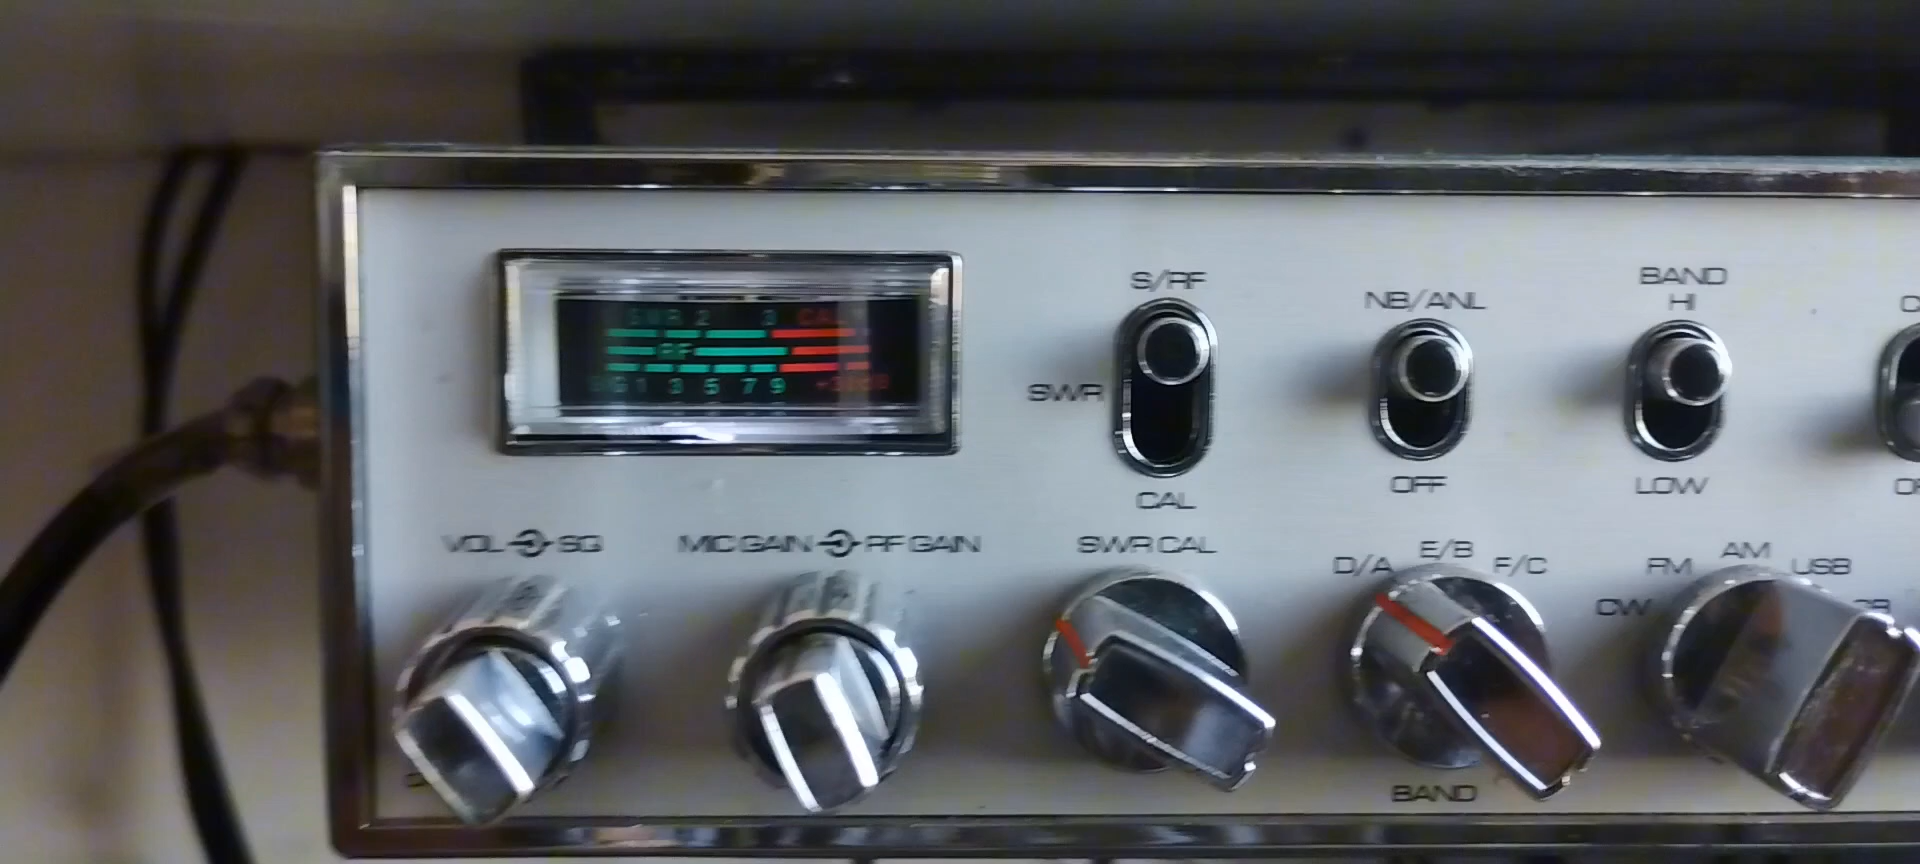 S/RF
NB/ANL
BAND
HI
SWR 2 3 CAL
RF
1 3 5 7 9
SWR
CAL
OFF
LOW
VOL SQ
MIC GAIN RF GAIN
SWR CAL
D/A E/B F/C
BAND
CW FM AM USB